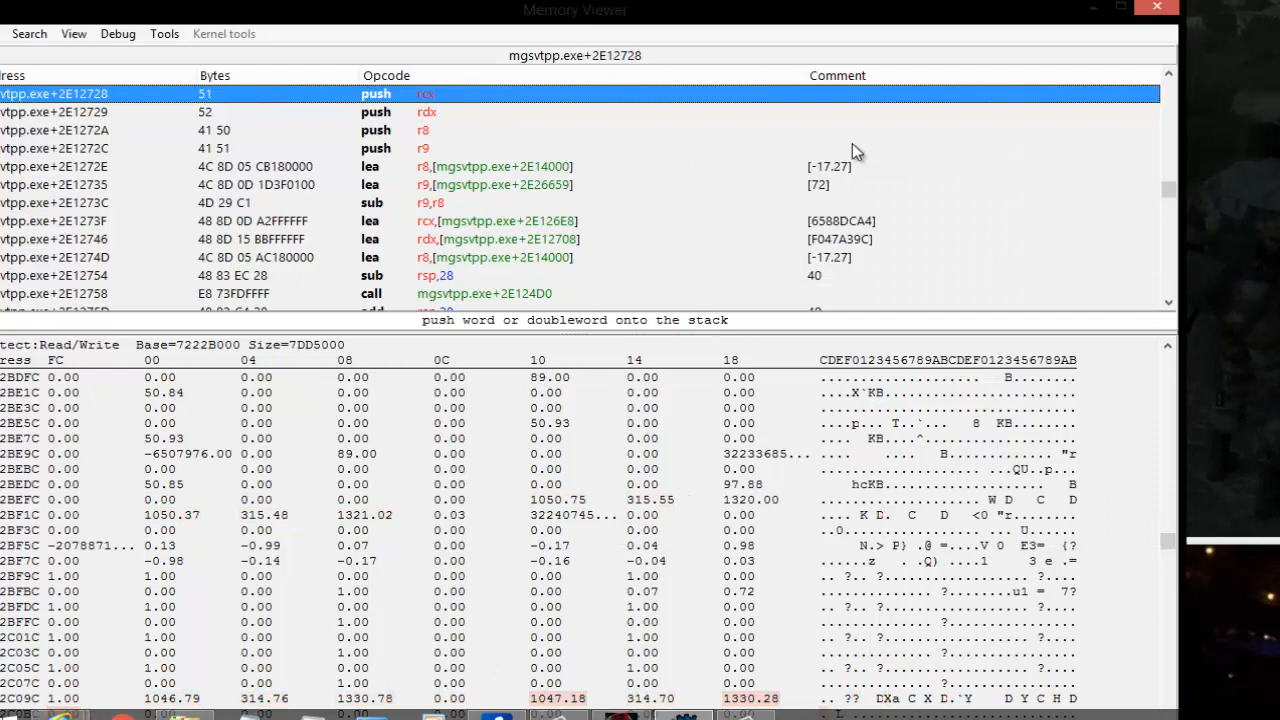 Memory Viewer
Search View Debug Tools Kernel tools
mgsvtpp.exe+2E12728
ress Bytes Opcode Comment
vtpp.exe+2E12728 51 push rcx
vtpp.exe+2E12729 52 push rdx
vtpp.exe+2E1272A 41 50 push r8
vtpp.exe+2E1272C 41 51 push r9
vtpp.exe+2E1272E 4C 8D 05 CB180000 lea r8,[mgsvtpp.exe+2E14000] [-17.27]
vtpp.exe+2E12735 4C 8D 0D 1D3F0100 lea r9,[mgsvtpp.exe+2E26659] [72]
vtpp.exe+2E1273C 4D 29 C1 sub r9,r8
vtpp.exe+2E1273F 48 8D 0D A2FFFFFF lea rcx,[mgsvtpp.exe+2E126E8] [6588DCA4]
vtpp.exe+2E12746 48 8D 15 BBFFFFFF lea rdx,[mgsvtpp.exe+2E12708] [F047A39C]
vtpp.exe+2E1274D 4C 8D 05 AC180000 lea r8,[mgsvtpp.exe+2E14000] [-17.27]
vtpp.exe+2E12754 48 83 EC 28 sub rsp,28 40
vtpp.exe+2E12758 E8 73FDFFFF call mgsvtpp.exe+2E124D0
push word or doubleword onto the stack
tect:Read/Write Base=7222B000 Size=7DD5000
ress FC 00 04 08 0C 10 14 18 CDEF0123456789ABCDEF0123456789AB
2BDFC 0.00 0.00 0.00 0.00 0.00 89.00 0.00 0.00 .................... B........
2BE1C 0.00 50.84 0.00 0.00 0.00 0.00 0.00 0.00 ....X`KB........................
2BE3C 0.00 0.00 0.00 0.00 0.00 0.00 0.00 0.00 ................................
2BE5C 0.00 0.00 0.00 0.00 0.00 50.93 0.00 0.00
2BE7C 0.00 50.93 0.00 0.00 0.00 0.00 0.00 0.00
2BE9C 0.00 -6507976.00 89.00 0.00 0.00 0.00 32233685...
2BEBC 0.00 0.00 0.00 0.00 0.00 0.00 0.00 0.00
2BEDC 0.00 50.85 0.00 0.00 0.00 0.00 0.00 97.88
2BEFC 0.00 0.00 0.00 0.00 0.00 1050.75 315.55 1320.00
2BF1C 0.00 1050.37 315.48 1321.02 0.03 32240745... 0.00 0.00
2BF3C 0.00 0.00 0.00 0.00 0.00 0.00 0.00 0.00
2BF5C -2078871... 0.13 -0.99 0.07 0.00 -0.17 0.04 0.98
2BF7C 0.00 -0.98 -0.14 -0.17 0.00 -0.16 -0.04 0.03
2BF9C 0.00 1.00 0.00 0.00 0.00 0.00 1.00 0.00
2BFBC 0.00 0.00 0.00 1.00 0.00 0.00 0.07 0.72
2BFDC 0.00 1.00 0.00 0.00 0.00 0.00 1.00 0.00
2BFFC 0.00 0.00 0.00 1.00 0.00 0.00 0.00 0.00
2C01C 0.00 1.00 0.00 0.00 0.00 0.00 1.00 0.00
2C03C 0.00 0.00 0.00 1.00 0.00 0.00 0.00 0.00
2C05C 0.00 1.00 0.00 0.00 0.00 0.00 1.00 0.00
2C07C 0.00 0.00 0.00 1.00 0.00 0.00 0.00 0.00
2C09C 1.00 1046.79 314.76 1330.78 0.00 1047.18 314.70 1330.28